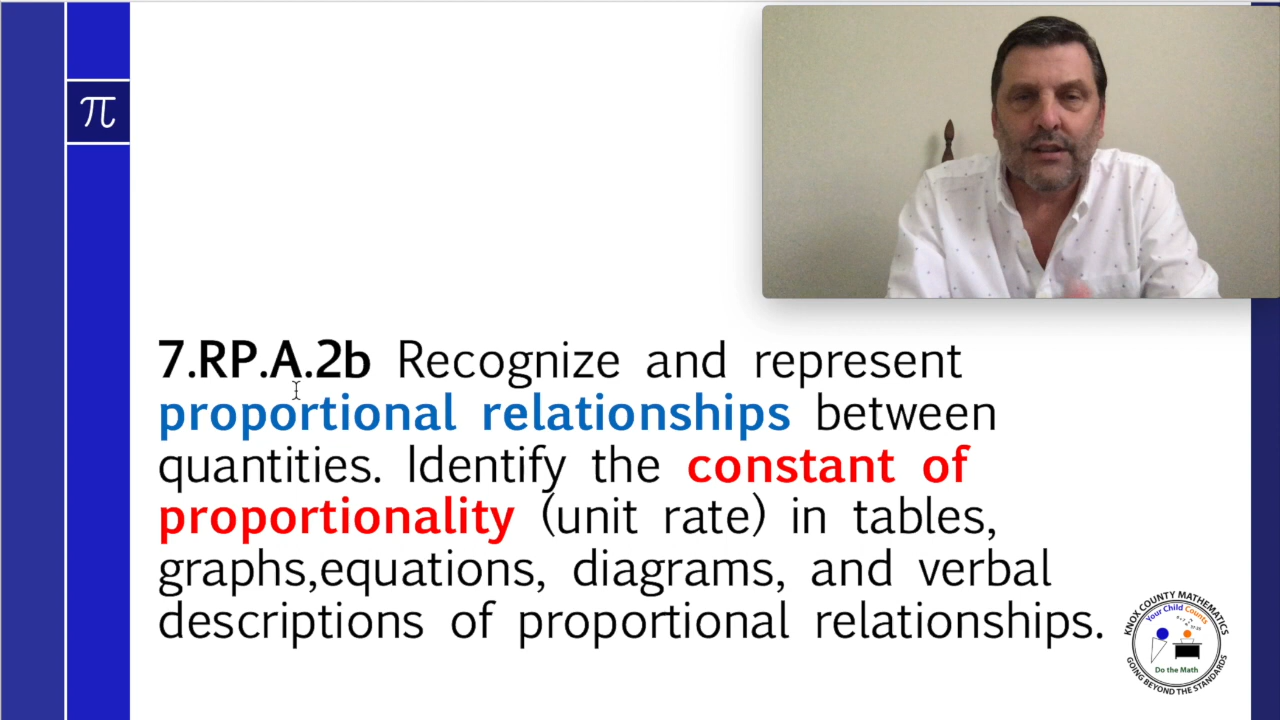 π
7.RP.A.2b Recognize and represent
proportional relationships between
quantities. Identify the constant of
proportionality (unit rate) in tables,
graphs,equations, diagrams, and verbal
descriptions of proportional relationships.
KNOX COUNTY MATHEMATICS
Your Child Counts
Do the Math
GOING BEYOND THE STANDARDS